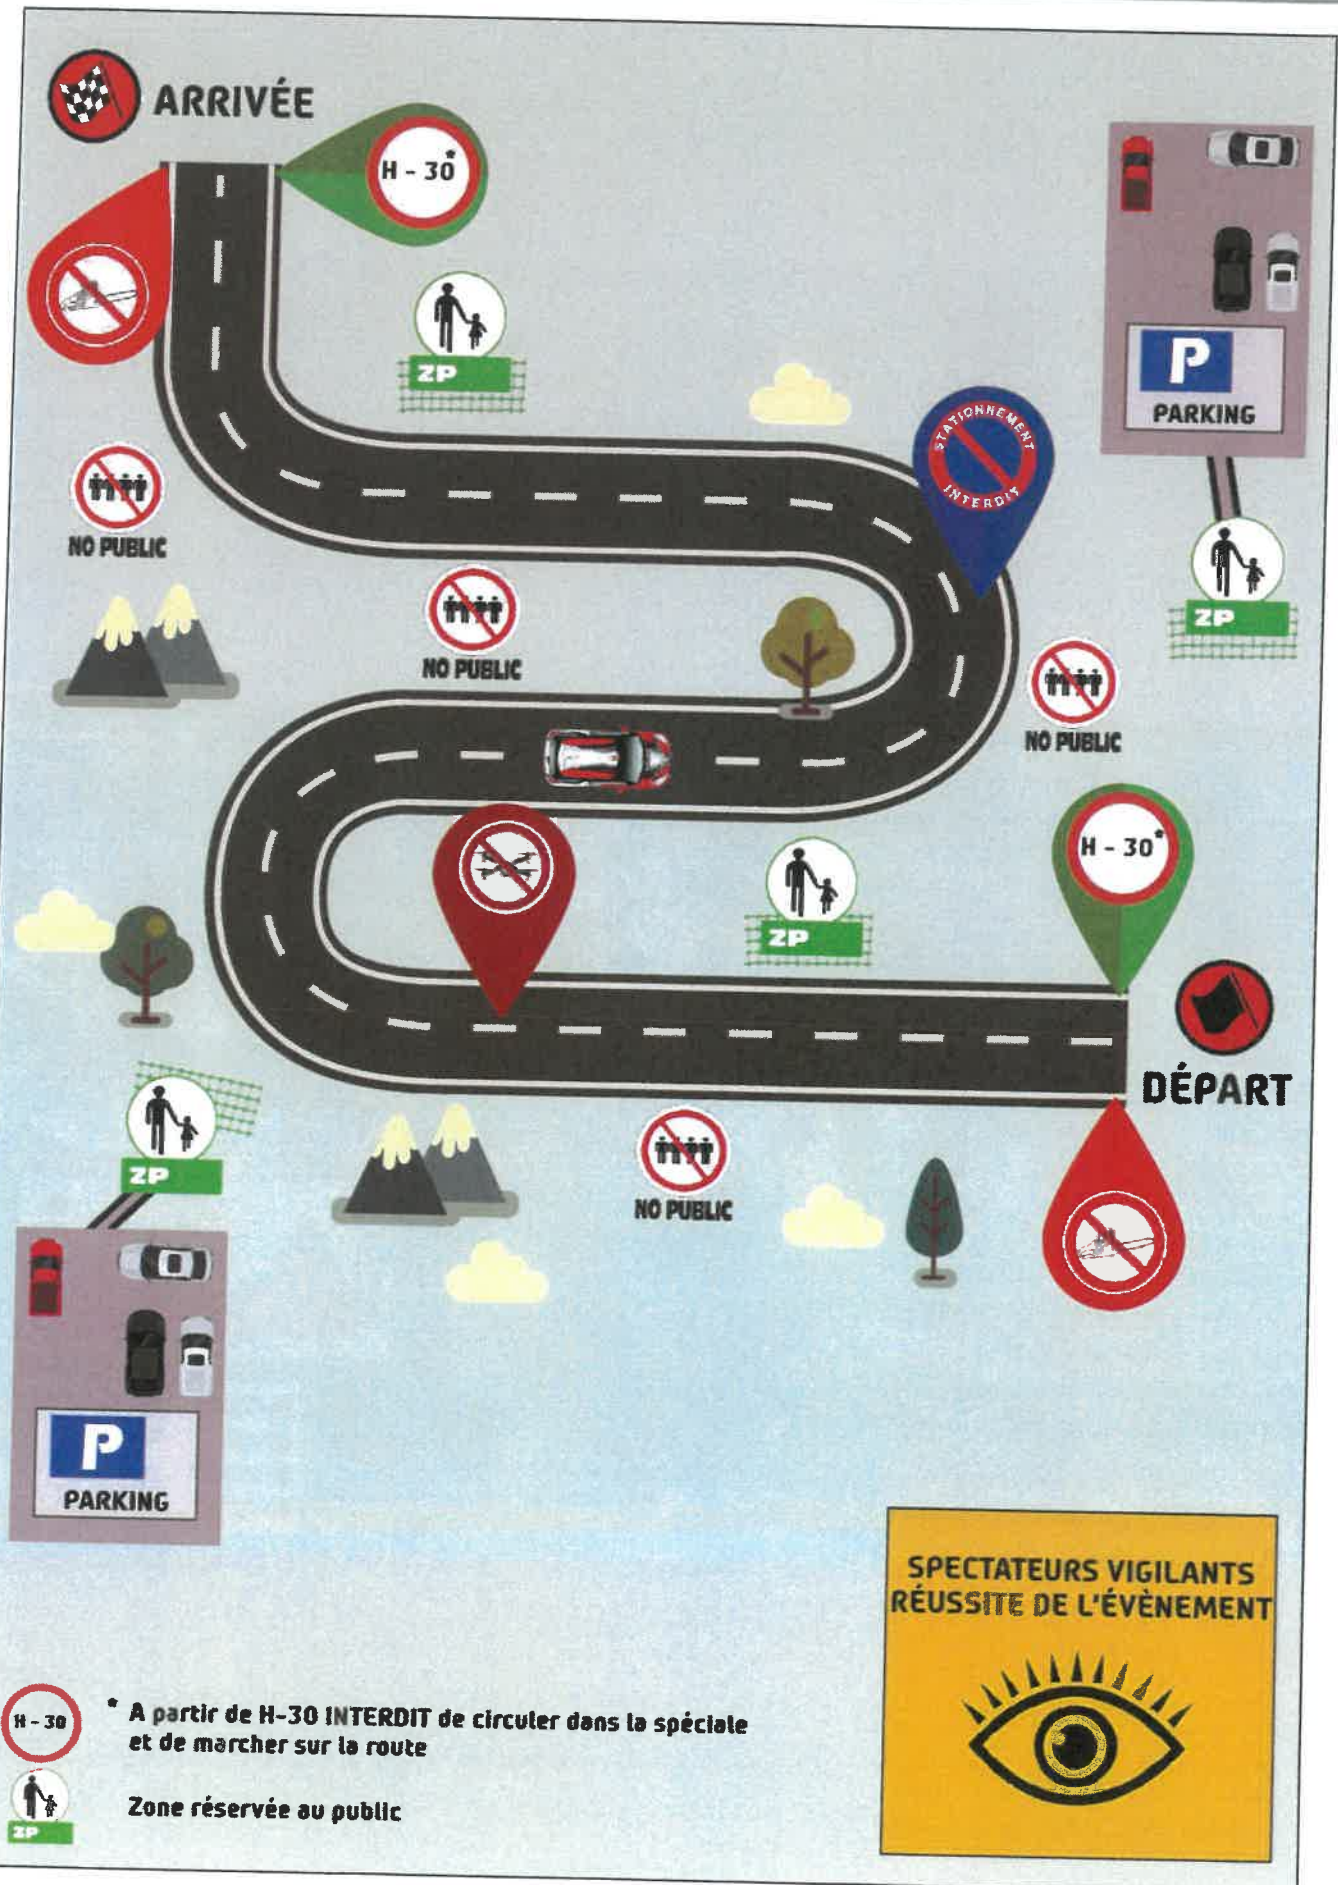 ARRIVÉE
H - 30*
ZP
P
PARKING
STATIONNEMENT
INTERDIT
NO PUBLIC
ZP
NO PUBLIC
NO PUBLIC
H - 30*
ZP
DÉPART
ZP
NO PUBLIC
P
PARKING
SPECTATEURS VIGILANTS
RÉUSSITE DE L'ÉVÈNEMENT
H - 30
* A partir de H-30 INTERDIT de circuler dans la spéciale
et de marcher sur la route
ZP
Zone réservée au public